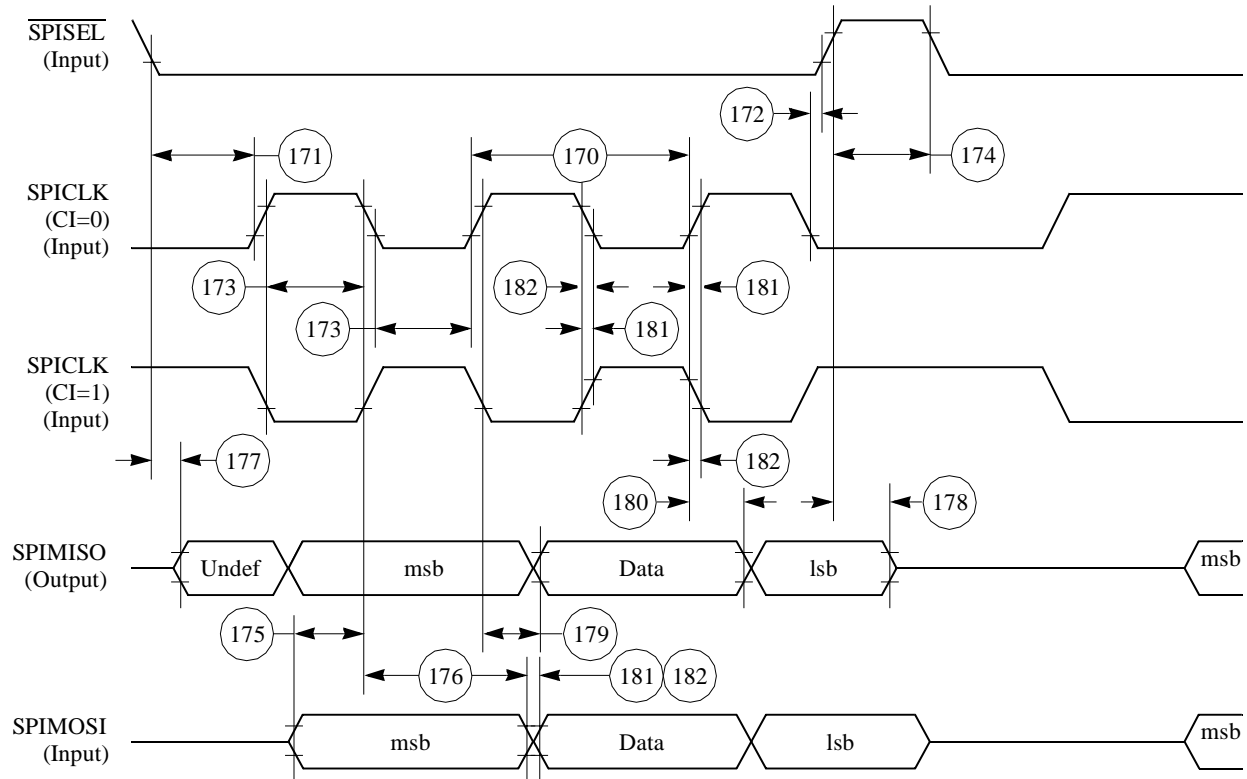 SPISEL
(Input)
172
171
170
174
SPICLK
(CI=0)
(Input)
173
182
181
173
181
SPICLK
(CI=1)
(Input)
177
182
180
178
SPIMISO
(Output)
Undef
msb
Data
lsb
msb
175
179
176
181
182
SPIMOSI
(Input)
msb
Data
lsb
msb